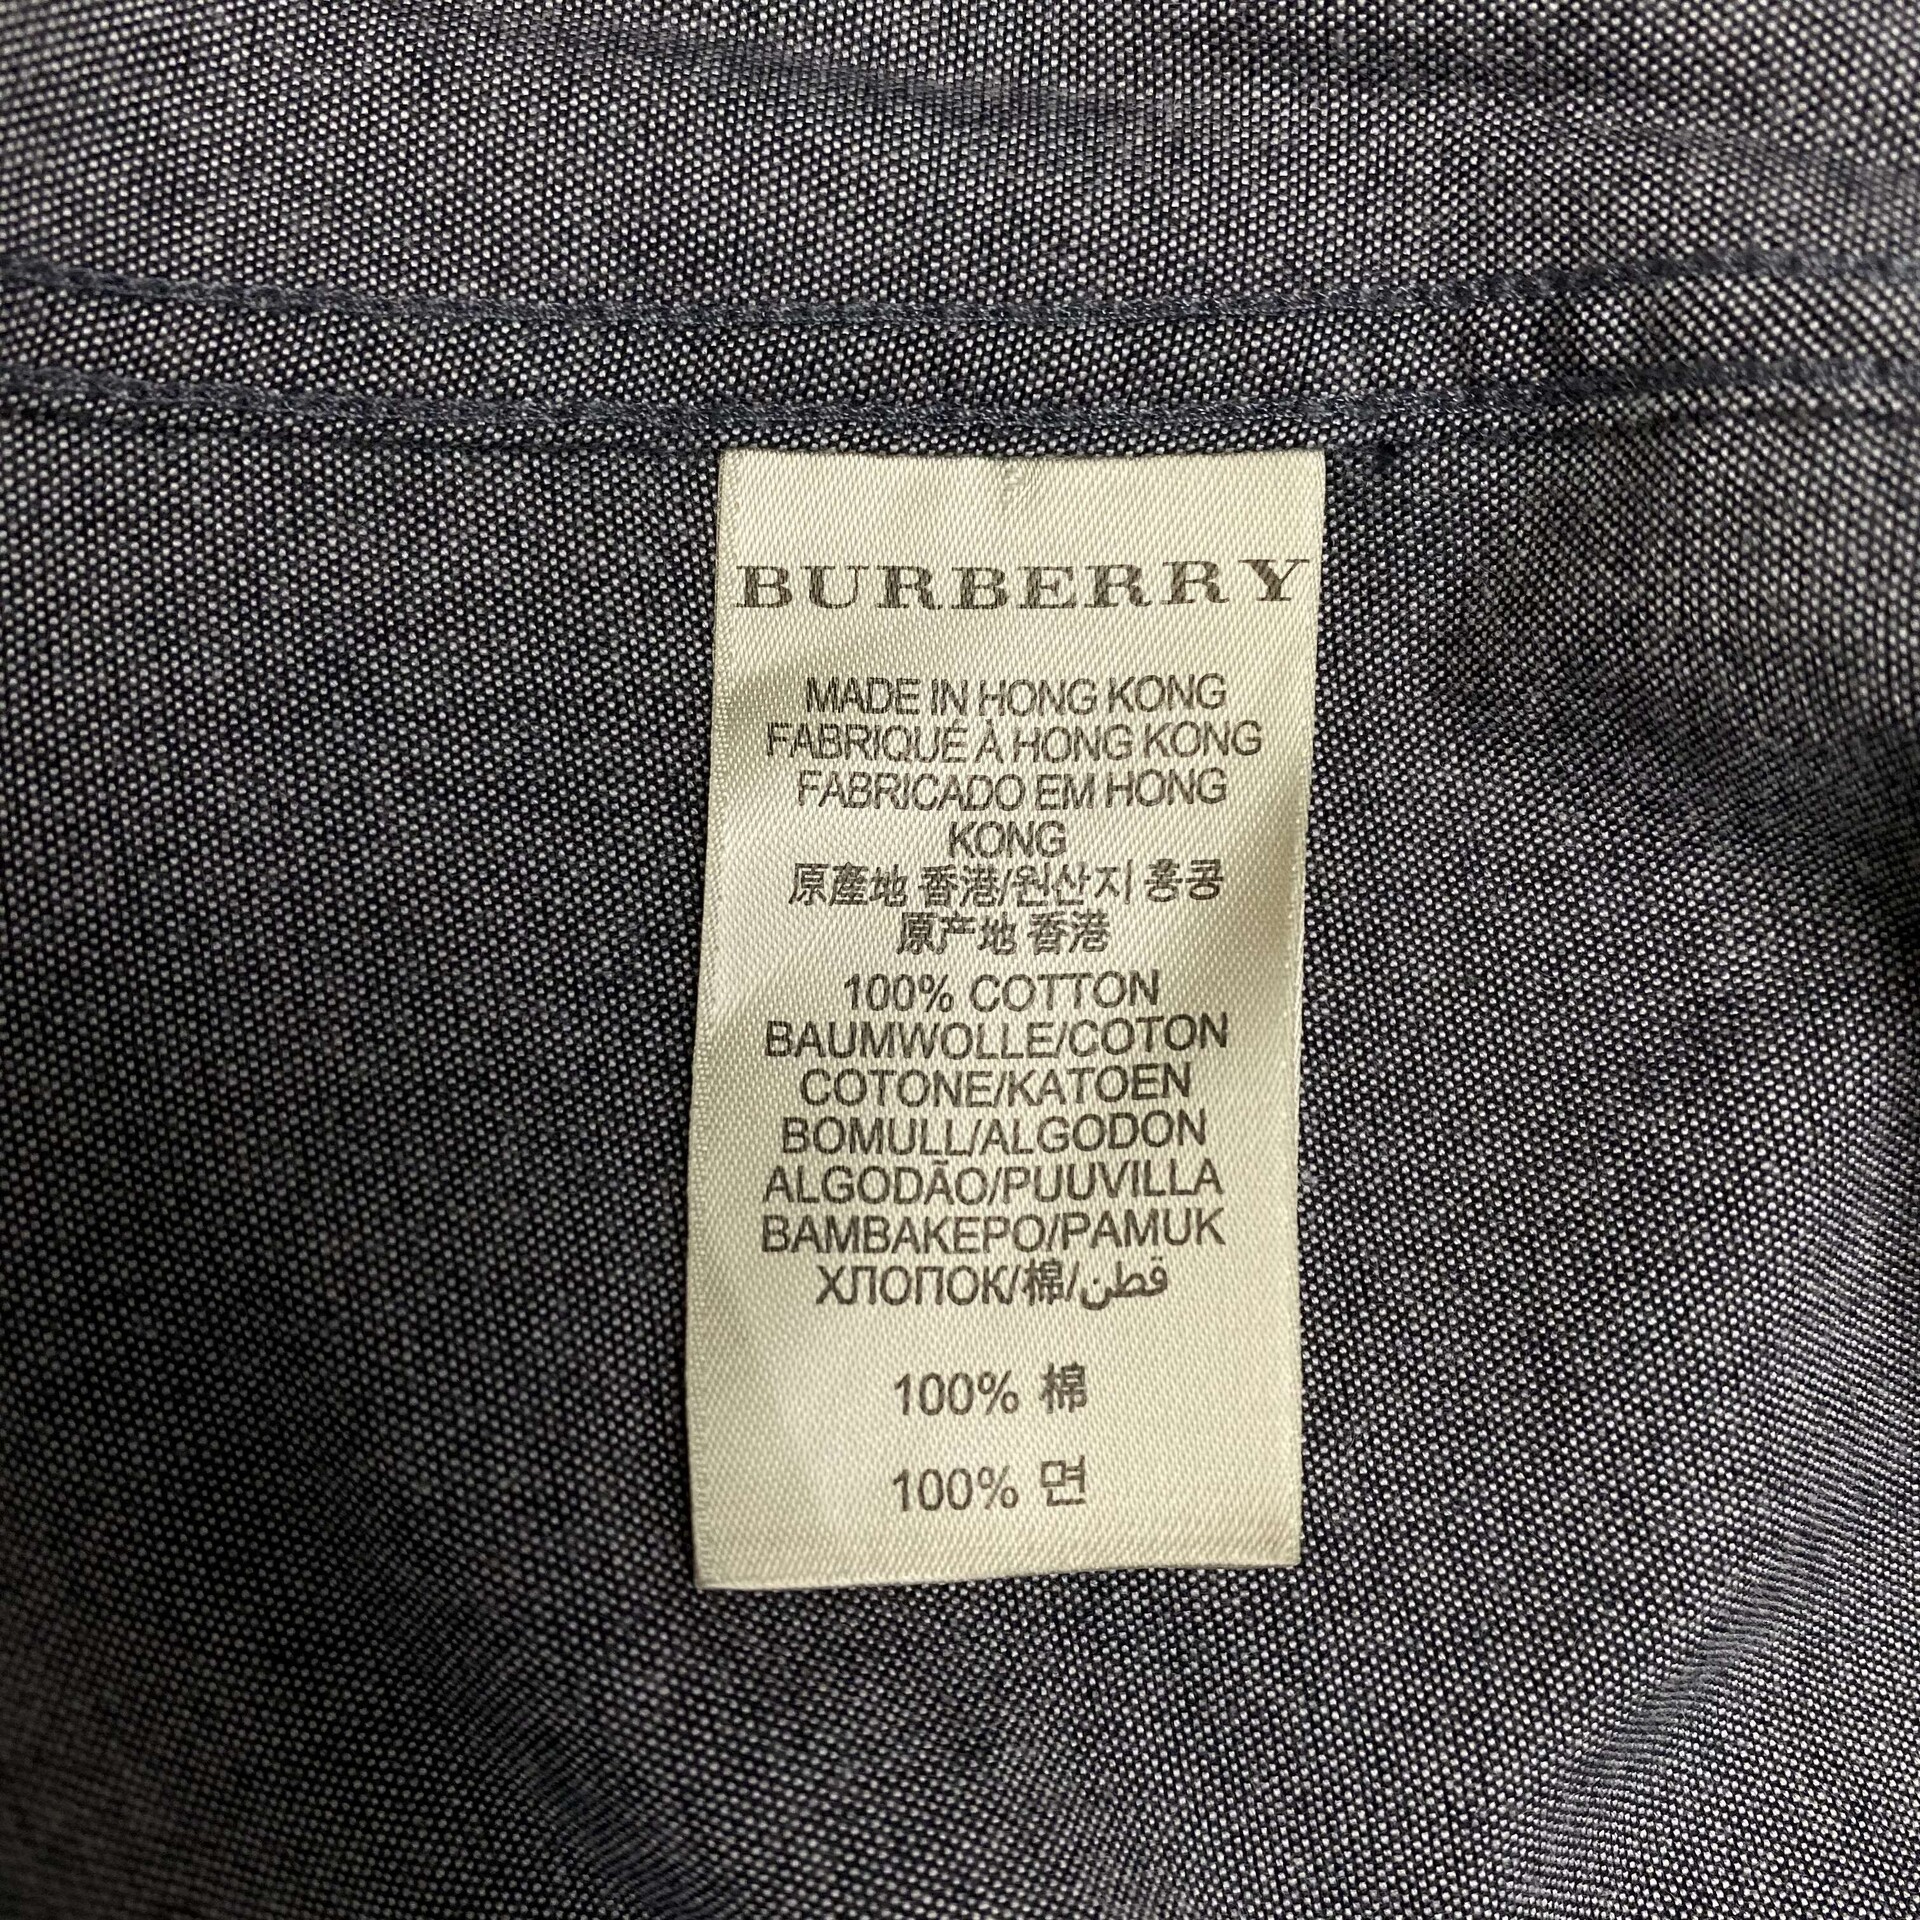 BURBERRY
MADE IN HONG KONG
FABRIQUÉ À HONG KONG
FABRICADO EM HONG
KONG
原產地 香港/원산지 홍콩
原产地 香港
100% COTTON
BAUMWOLLE/COTON
COTONE/KATOEN
BOMULL/ALGODON
ALGODÃO/PUUVILLA
BAMBAKEPO/PAMUK
ХЛОПОК/棉/قطن
100% 棉
100% 면